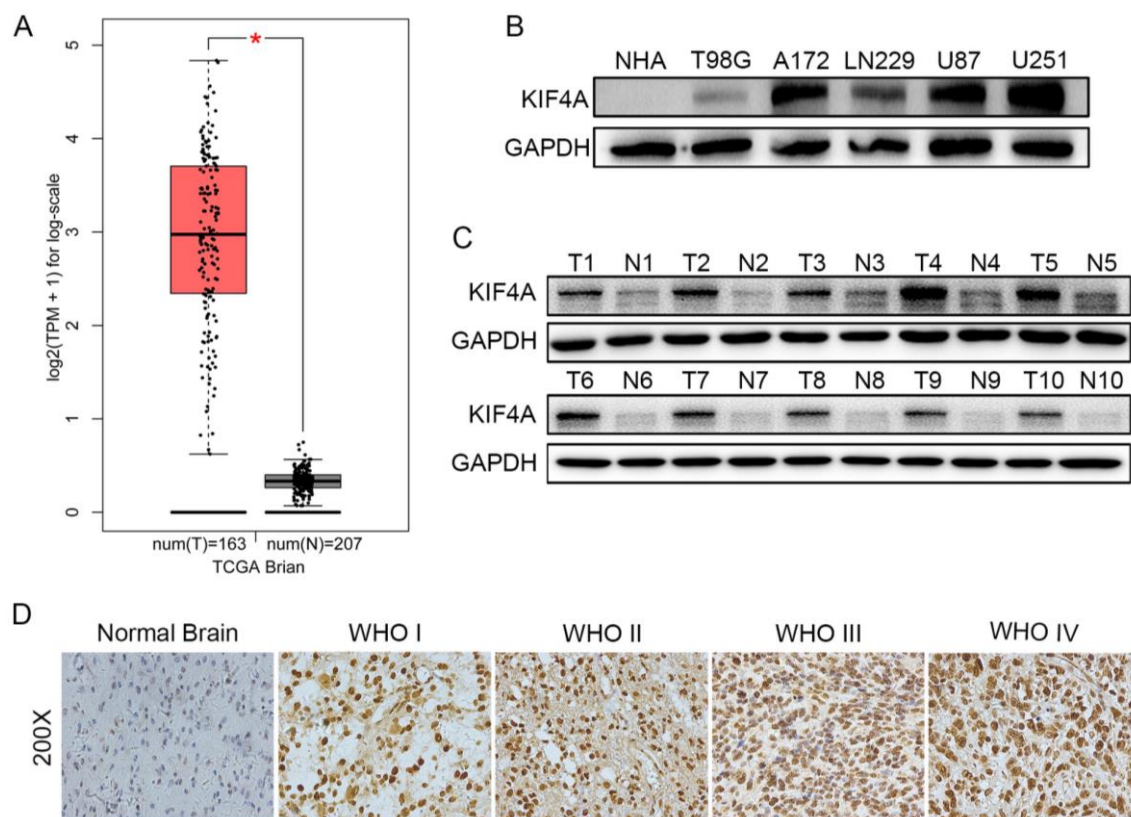 A
*
5
4
3
2
1
0
log2(TPM + 1) for log-scale
num(T)=163 num(N)=207
TCGA Brian
B
NHA T98G A172 LN229 U87 U251
KIF4A
GAPDH
C
T1 N1 T2 N2 T3 N3 T4 N4 T5 N5
KIF4A
GAPDH
T6 N6 T7 N7 T8 N8 T9 N9 T10 N10
KIF4A
GAPDH
D
Normal Brain WHO I WHO II WHO III WHO IV
200X